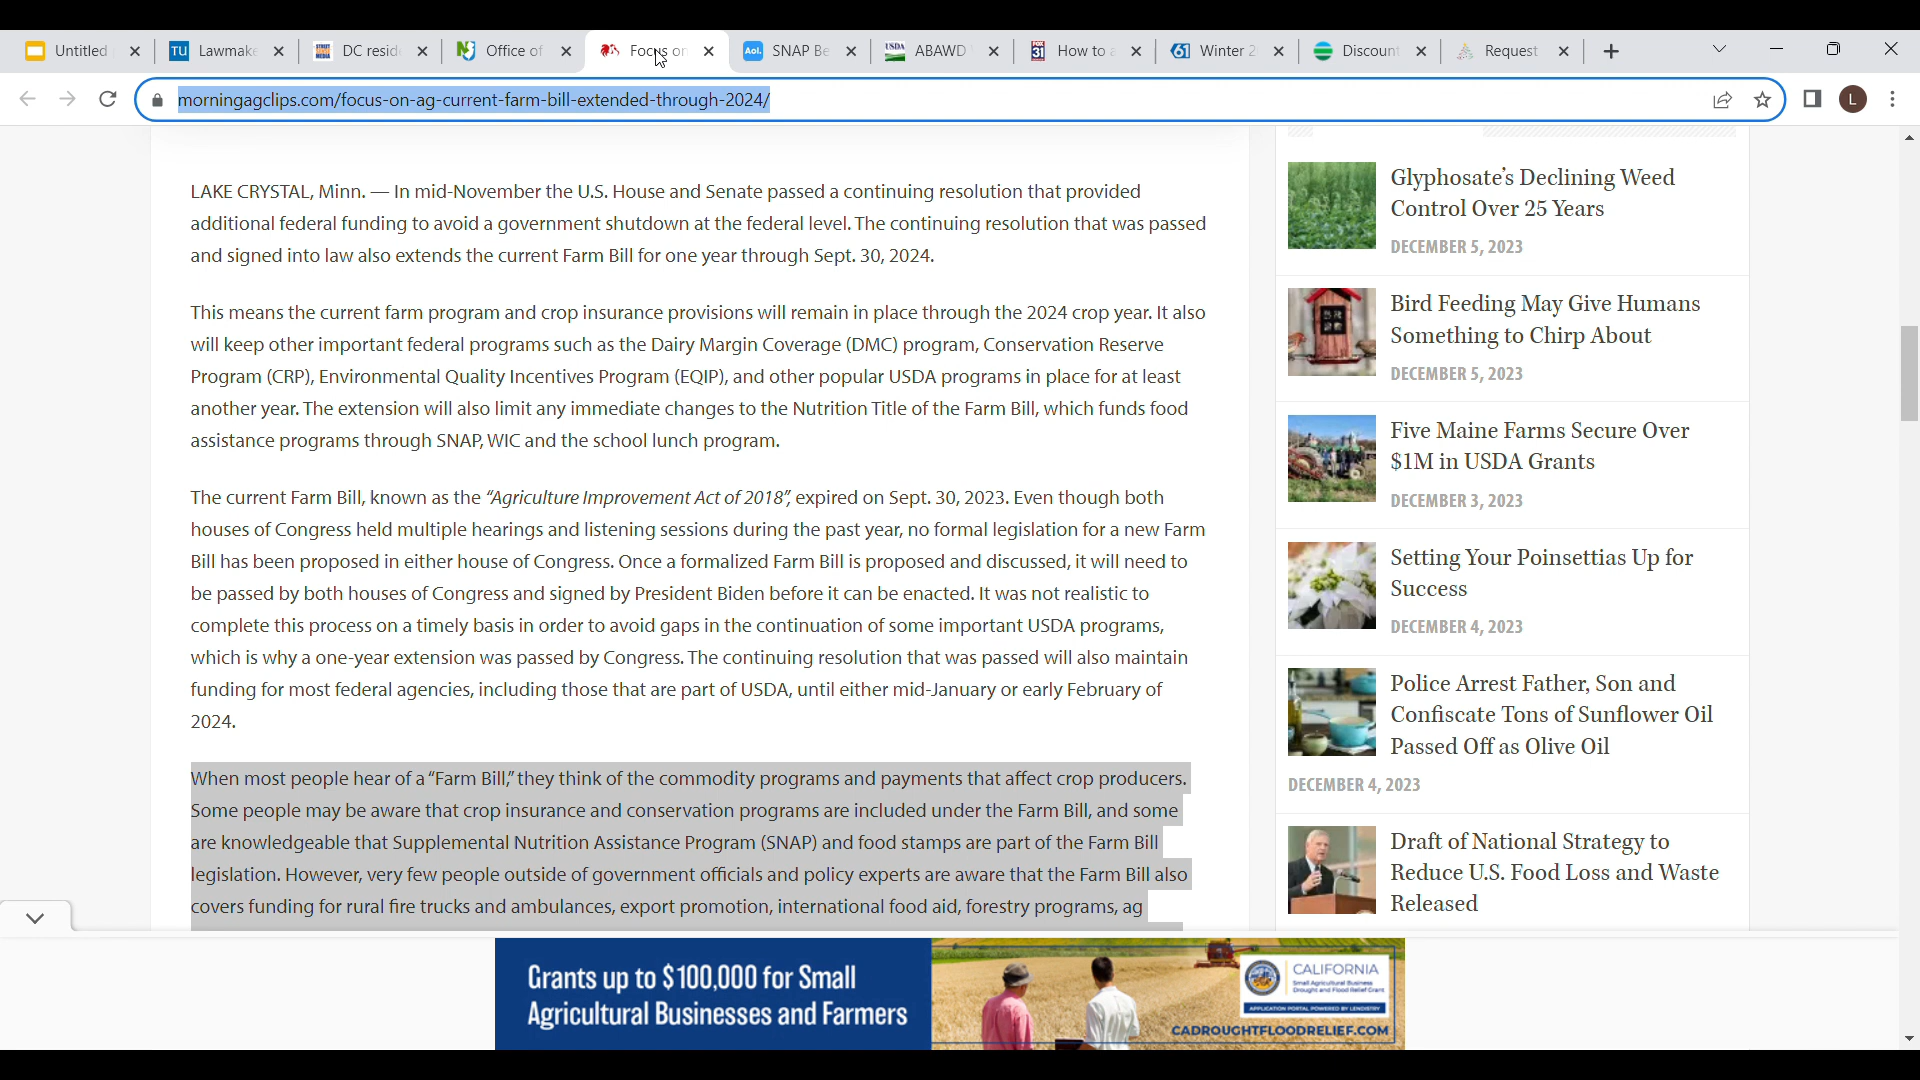 Untitled
Lawmake
DC resid
Office of
Focus on
Aol.
SNAP Be
USDA
ABAWD
How to a
Winter 2
Discount
Request
morningagclips.com/focus-on-ag-current-farm-bill-extended-through-2024/
L
LAKE CRYSTAL, Minn. — In mid-November the U.S. House and Senate passed a continuing resolution that provided
additional federal funding to avoid a government shutdown at the federal level. The continuing resolution that was passed
and signed into law also extends the current Farm Bill for one year through Sept. 30, 2024.
This means the current farm program and crop insurance provisions will remain in place through the 2024 crop year. It also
will keep other important federal programs such as the Dairy Margin Coverage (DMC) program, Conservation Reserve
Program (CRP), Environmental Quality Incentives Program (EQIP), and other popular USDA programs in place for at least
another year. The extension will also limit any immediate changes to the Nutrition Title of the Farm Bill, which funds food
assistance programs through SNAP, WIC and the school lunch program.
The current Farm Bill, known as the “Agriculture Improvement Act of 2018”, expired on Sept. 30, 2023. Even though both
houses of Congress held multiple hearings and listening sessions during the past year, no formal legislation for a new Farm
Bill has been proposed in either house of Congress. Once a formalized Farm Bill is proposed and discussed, it will need to
be passed by both houses of Congress and signed by President Biden before it can be enacted. It was not realistic to
complete this process on a timely basis in order to avoid gaps in the continuation of some important USDA programs,
which is why a one-year extension was passed by Congress. The continuing resolution that was passed will also maintain
funding for most federal agencies, including those that are part of USDA, until either mid-January or early February of
2024.
When most people hear of a “Farm Bill,” they think of the commodity programs and payments that affect crop producers.
Some people may be aware that crop insurance and conservation programs are included under the Farm Bill, and some
are knowledgeable that Supplemental Nutrition Assistance Program (SNAP) and food stamps are part of the Farm Bill
legislation. However, very few people outside of government officials and policy experts are aware that the Farm Bill also
covers funding for rural fire trucks and ambulances, export promotion, international food aid, forestry programs, ag
Glyphosate’s Declining Weed
Control Over 25 Years
DECEMBER 5, 2023
Bird Feeding May Give Humans
Something to Chirp About
DECEMBER 5, 2023
Five Maine Farms Secure Over
$1M in USDA Grants
DECEMBER 3, 2023
Setting Your Poinsettias Up for
Success
DECEMBER 4, 2023
Police Arrest Father, Son and
Confiscate Tons of Sunflower Oil
Passed Off as Olive Oil
DECEMBER 4, 2023
Draft of National Strategy to
Reduce U.S. Food Loss and Waste
Released
Grants up to $100,000 for Small
Agricultural Businesses and Farmers
CALIFORNIA
Small Agricultural Business
Drought and Flood Relief Grant
APPLICATION PORTAL POWERED BY LENDISTRY
CADROUGHTFLOODRELIEF.COM